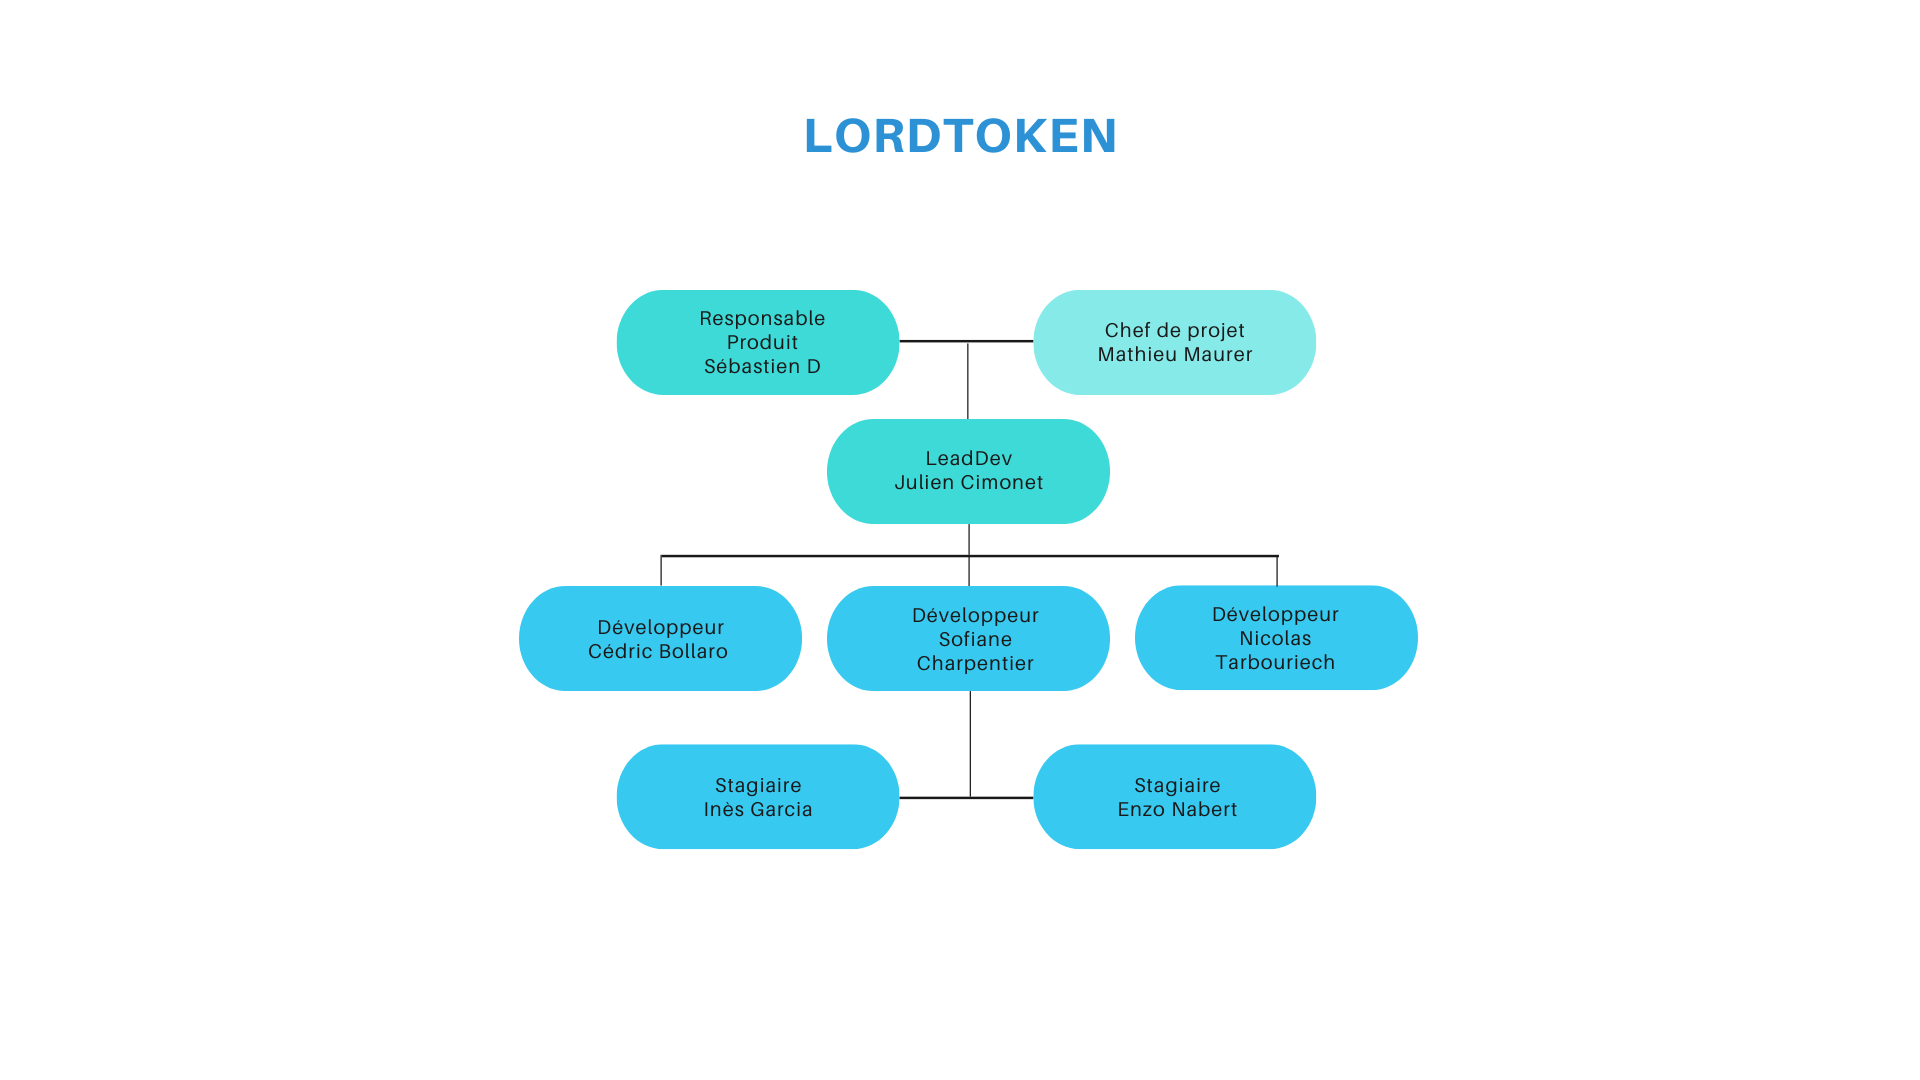 LORDTOKEN
Responsable
Produit
Sébastien D
Chef de projet
Mathieu Maurer
LeadDev
Julien Cimonet
Développeur
Cédric Bollaro
Développeur
Sofiane
Charpentier
Développeur
Nicolas
Tarbouriech
Stagiaire
Inès Garcia
Stagiaire
Enzo Nabert